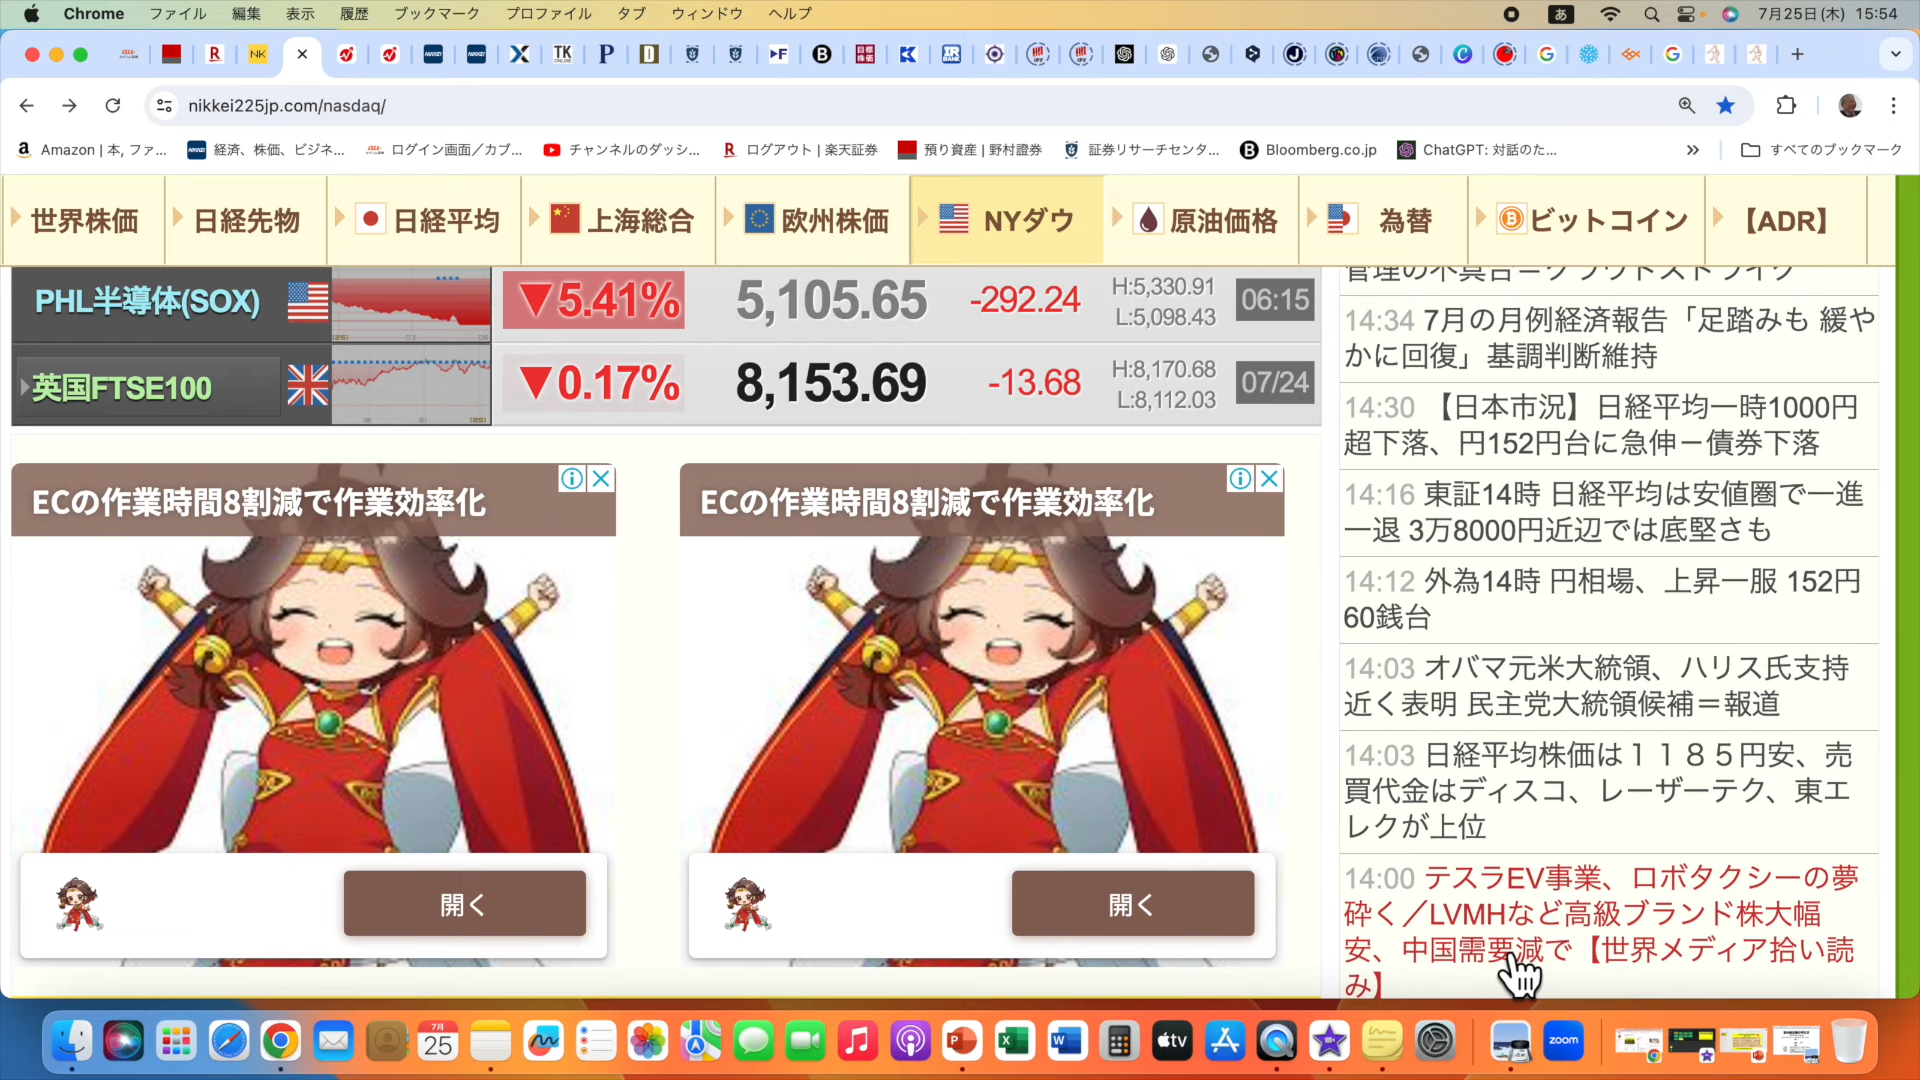 Chrome ファイル 編集 表示 履歴 ブックマーク プロファイル タブ ウィンドウ ヘルプ あ 7月25日(木) 15:54
nikkei225jp.com/nasdaq/
Amazon | 本, ファ... 経済、株価、ビジネ... ログイン画面／カブ... チャンネルのダッシ... ログアウト | 楽天証券 預り資産 | 野村證券 証券リサーチセンタ... Bloomberg.co.jp ChatGPT: 対話のた... すべてのブックマーク
世界株価 日経先物 日経平均 上海総合 欧州株価 NYダウ 原油価格 為替 ビットコイン 【ADR】
PHL半導体(SOX) ▼5.41% 5,105.65 -292.24 H:5,330.91 L:5,098.43 06:15
英国FTSE100 ▼0.17% 8,153.69 -13.68 H:8,170.68 L:8,112.03 07/24
ECの作業時間8割減で作業効率化
開く
ECの作業時間8割減で作業効率化
開く
管理の不具合＝クラウドストライク
14:34 7月の月例経済報告「足踏みも 緩や
かに回復」基調判断維持
14:30 【日本市況】日経平均一時1000円
超下落、円152円台に急伸－債券下落
14:16 東証14時 日経平均は安値圏で一進
一退 3万8000円近辺では底堅さも
14:12 外為14時 円相場、上昇一服 152円
60銭台
14:03 オバマ元米大統領、ハリス氏支持
近く表明 民主党大統領候補＝報道
14:03 日経平均株価は１１８５円安、売
買代金はディスコ、レーザーテク、東エ
レクが上位
14:00 テスラEV事業、ロボタクシーの夢
砕く／LVMHなど高級ブランド株大幅
安、中国需要減で【世界メディア拾い読
み】
7月
25
tv
zoom